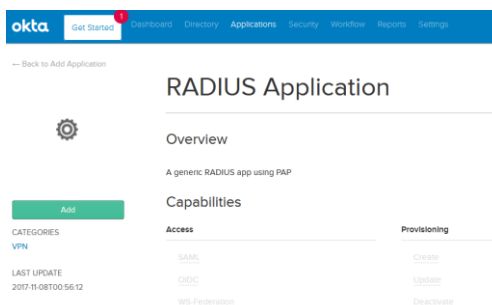 okta
Get Started
1
Dashboard Directory Applications Security Workflow Reports Settings
← Back to Add Application
RADIUS Application
Overview
A generic RADIUS app using PAP
Add
Capabilities
Access
Provisioning
CATEGORIES
VPN
SAML
Create
LAST UPDATE
2017-11-08T00:56:12
OIDC
Update
WS-Federation
Deactivate